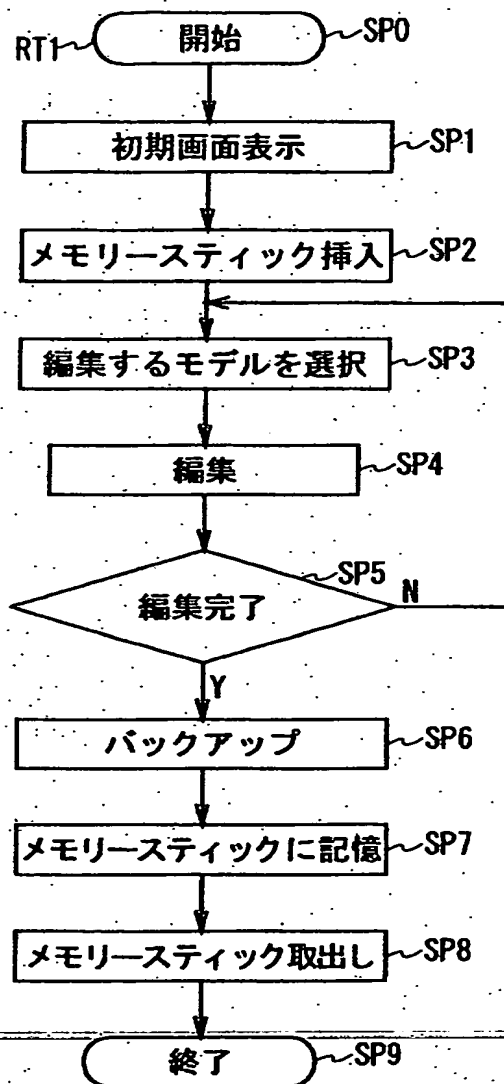 RT1 開始 SP0
初期画面表示 SP1
メモリースティック挿入 SP2
編集するモデルを選択 SP3
編集 SP4
編集完了 SP5 N
Y
バックアップ SP6
メモリースティックに記憶 SP7
メモリースティック取出し SP8
終了 SP9